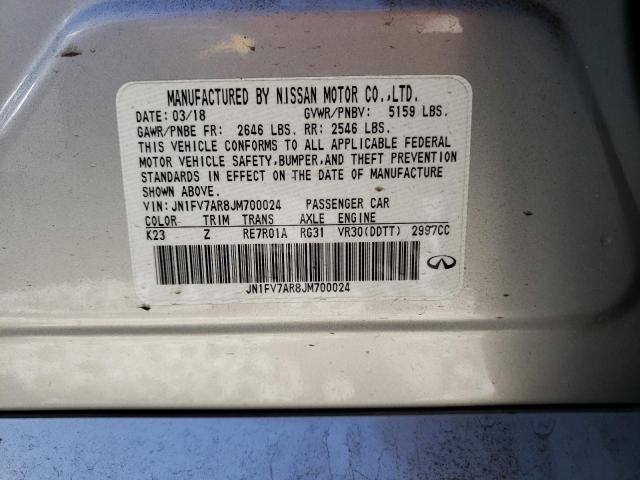 MANUFACTURED BY NISSAN MOTOR CO.,LTD.
DATE: 03/18 GVWR/PNBV: 5159 LBS.
GAWR/PNBE FR: 2646 LBS. RR: 2546 LBS.
THIS VEHICLE CONFORMS TO ALL APPLICABLE FEDERAL
MOTOR VEHICLE SAFETY,BUMPER,AND THEFT PREVENTION
STANDARDS IN EFFECT ON THE DATE OF MANUFACTURE
SHOWN ABOVE.
VIN: JN1FV7AR8JM700024 PASSENGER CAR
COLOR TRIM TRANS AXLE ENGINE
K23 Z RE7R01A RG31 VR30(DDTT) 2997CC
JN1FV7AR8JM700024